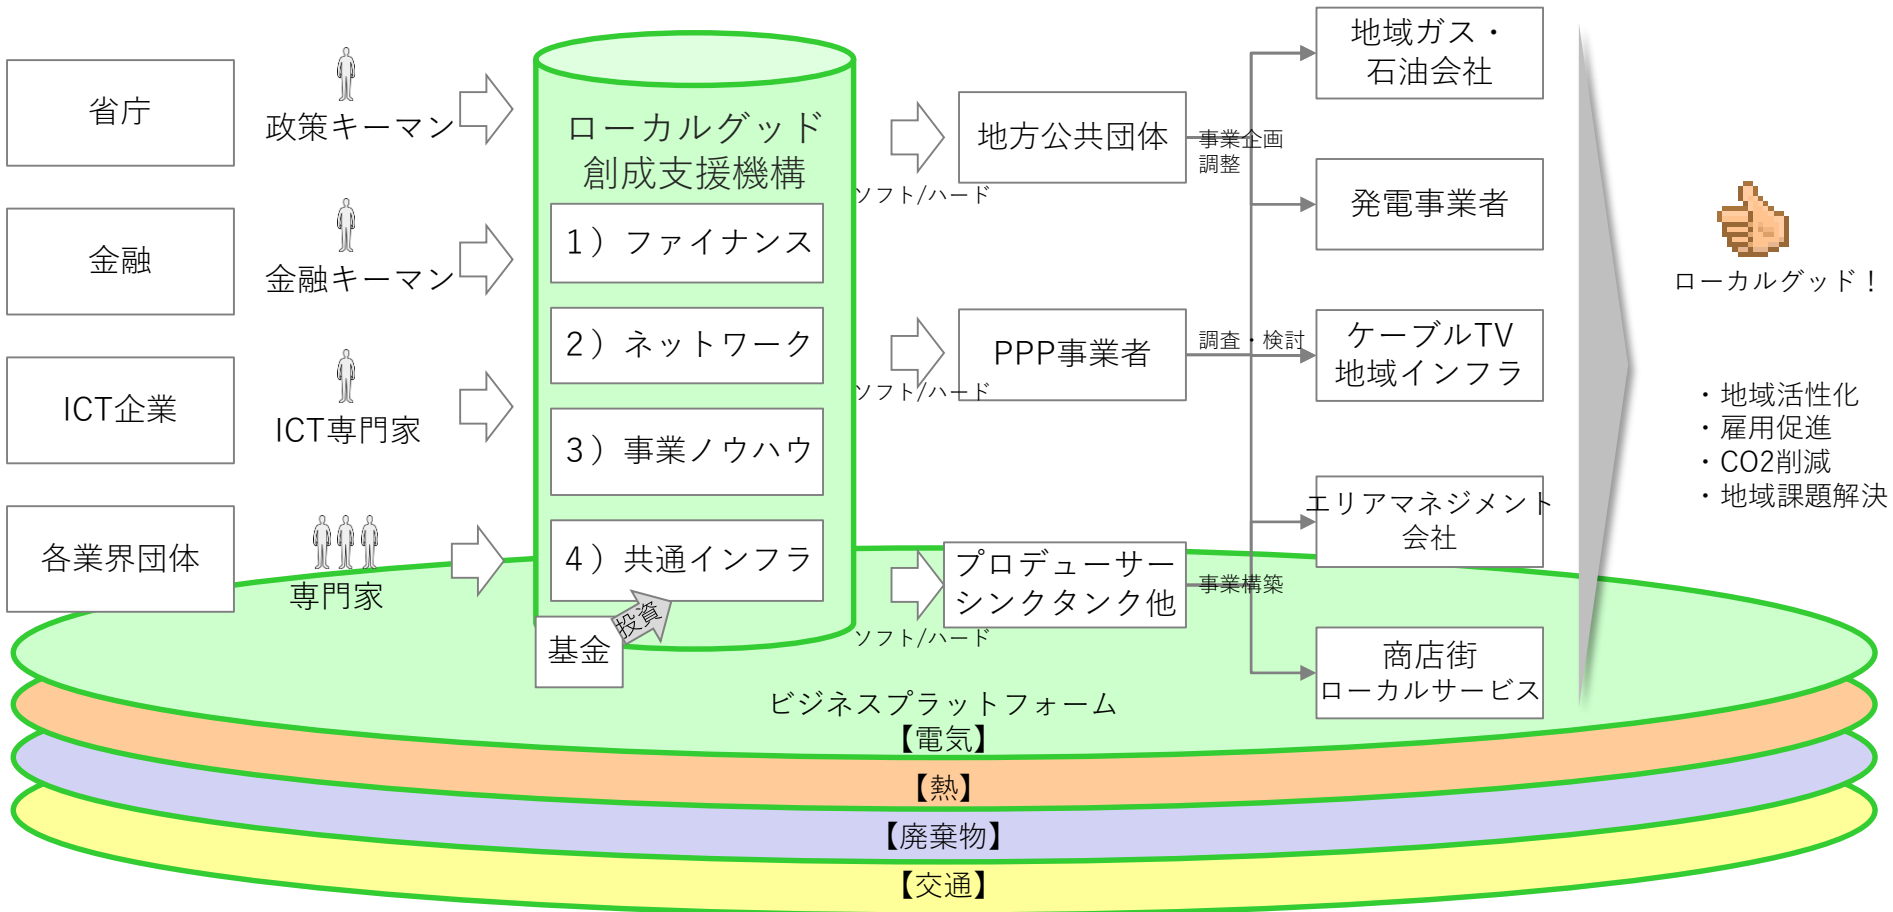 省庁
政策キーマン
金融
金融キーマン
ICT企業
ICT専門家
各業界団体
専門家
ローカルグッド
創成支援機構
１）ファイナンス
２）ネットワーク
３）事業ノウハウ
４）共通インフラ
投資
基金
ソフト/ハード
ソフト/ハード
ソフト/ハード
地方公共団体
事業企画
調整
PPP事業者
調査・検討
プロデューサー
シンクタンク他
事業構築
地域ガス・
石油会社
発電事業者
ケーブルTV
地域インフラ
エリアマネジメント
会社
商店街
ローカルサービス
ローカルグッド！
・地域活性化
・雇用促進
・CO2削減
・地域課題解決
ビジネスプラットフォーム
【電気】
【熱】
【廃棄物】
【交通】